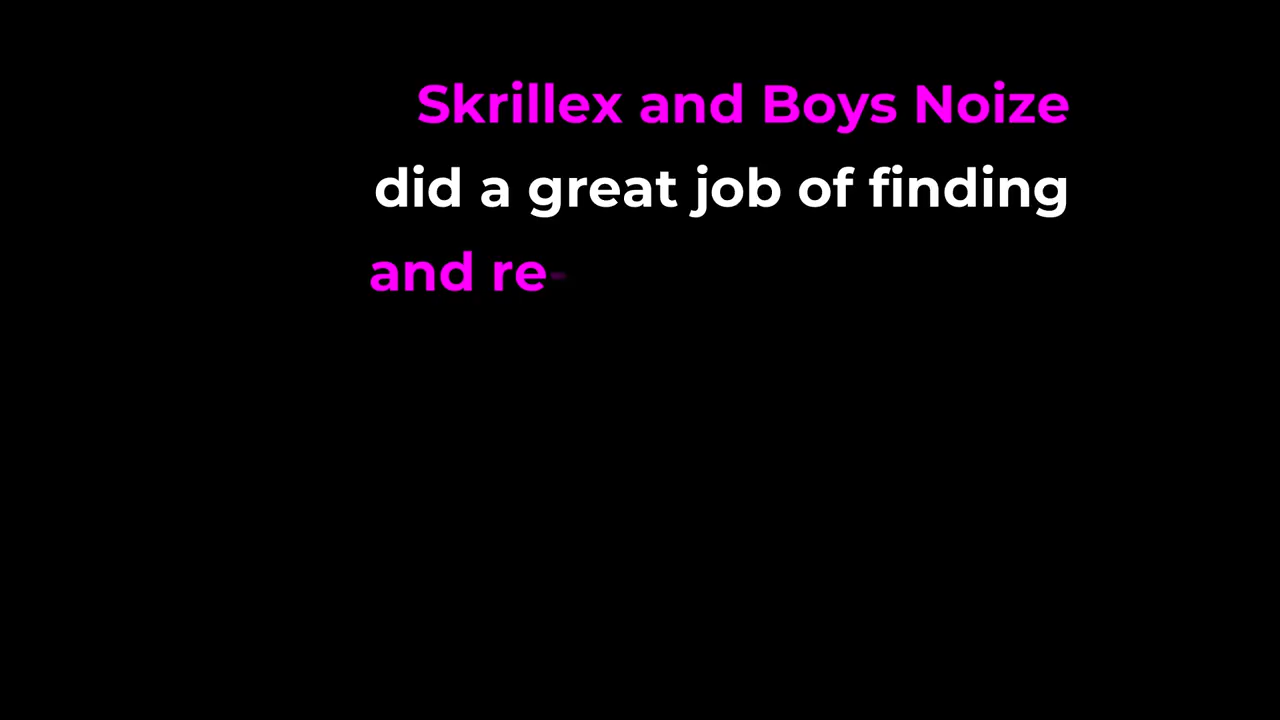 Skrillex and Boys Noize
did a great job of finding
and re-